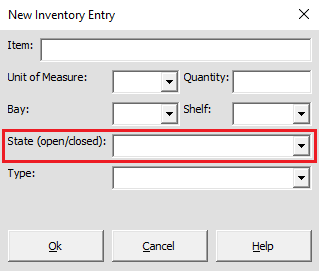 New Inventory Entry
Item:
Unit of Measure: Quantity:
Bay: Shelf:
State (open/closed):
Type:
Ok Cancel Help